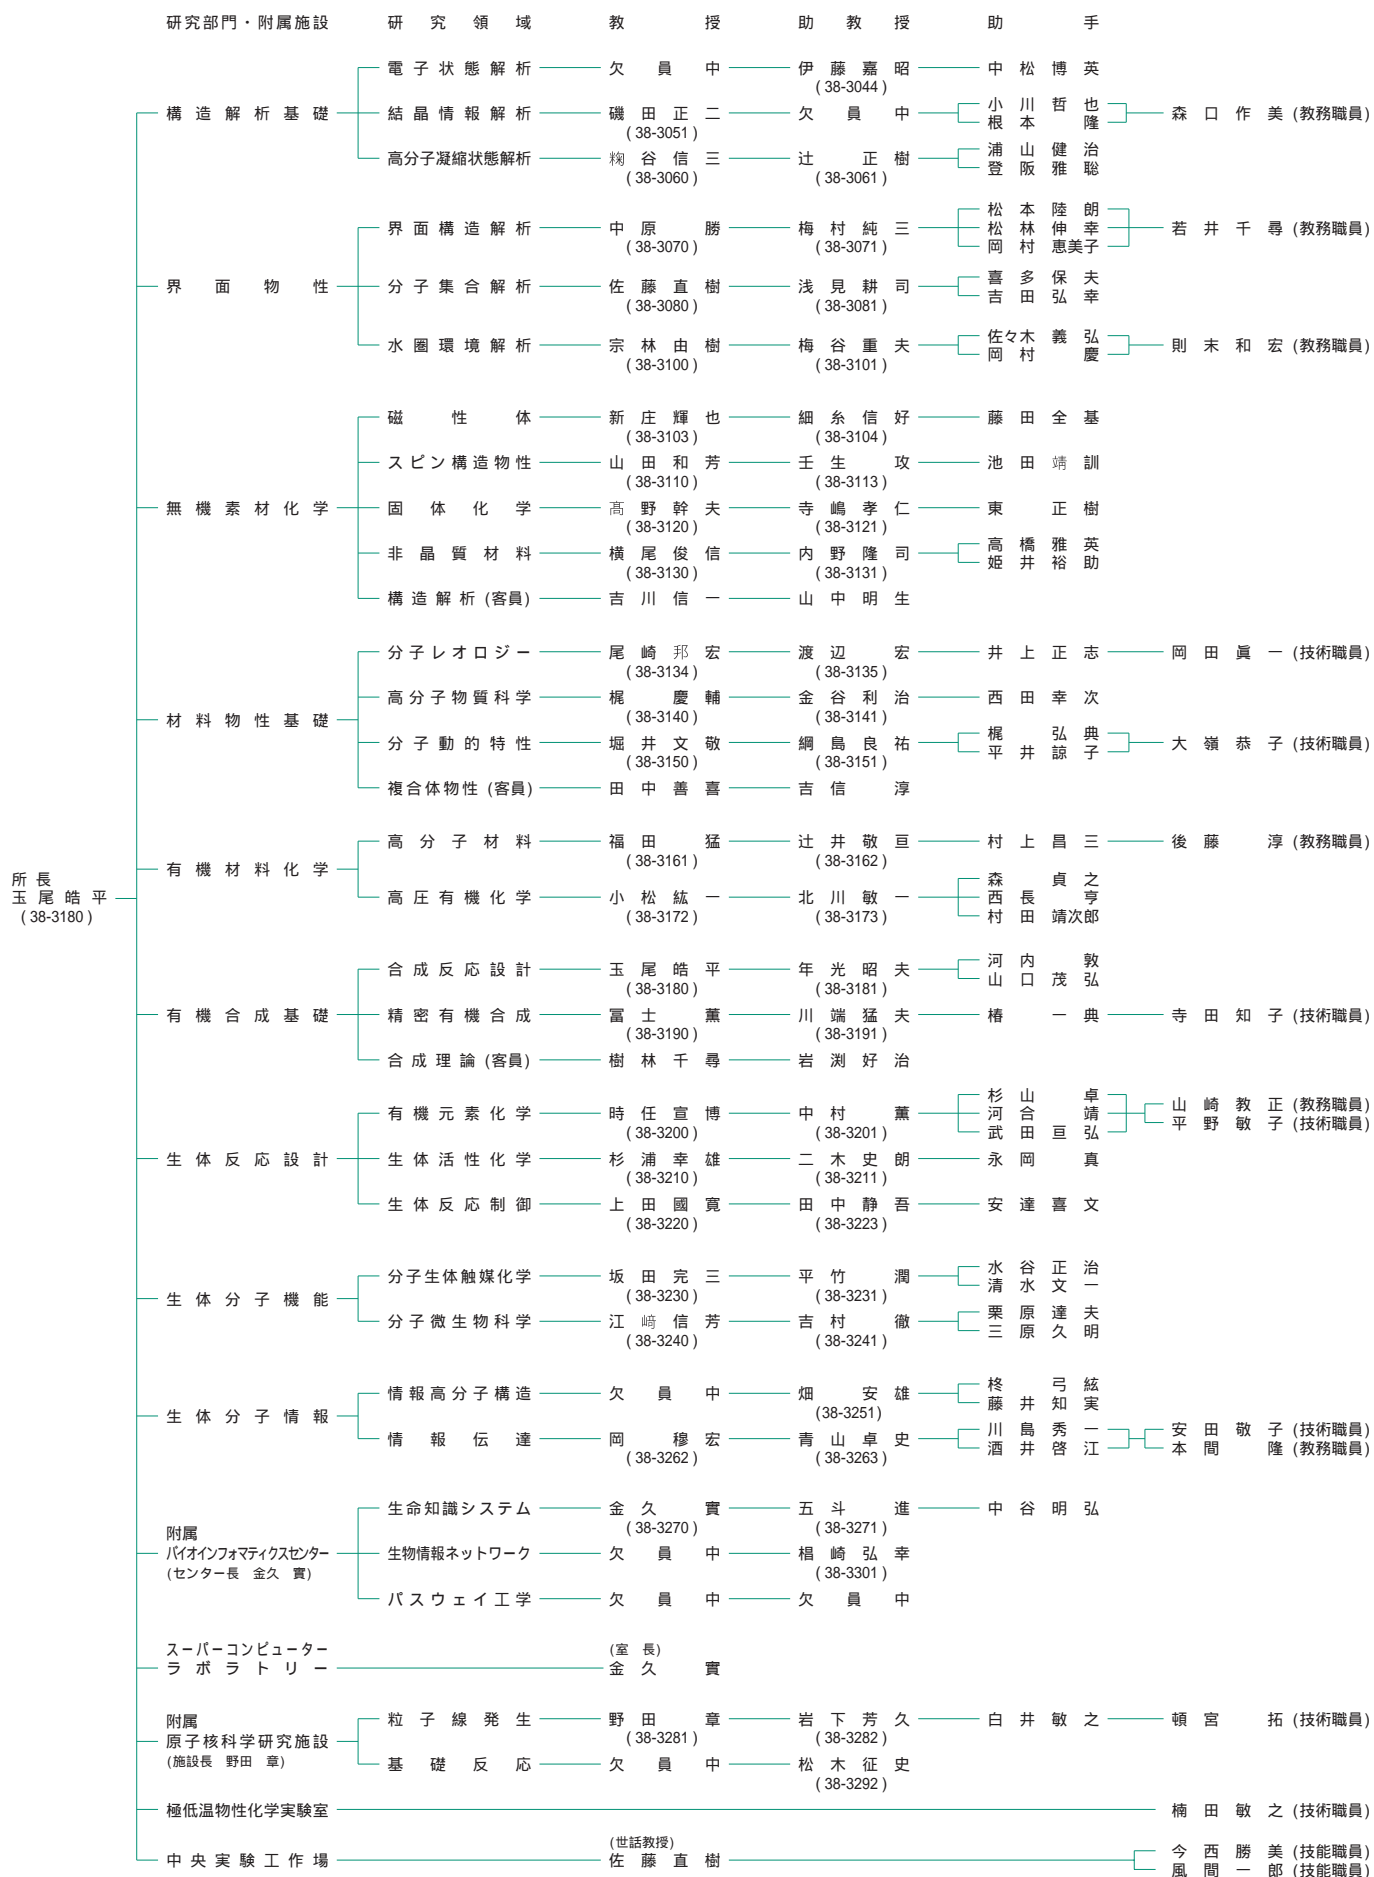 研究部門・附属施設 研究領域 教授 助教授 助手
電子状態解析 欠員中 伊藤嘉昭 中松博英
(38-3044)
小川哲也
構造解析基礎 結晶情報解析 磯田正二 欠員中 森口作美(教務職員)
根本隆
(38-3051)
浦山健治
高分子凝縮状態解析 粷谷信三 辻正樹
登阪雅聡
(38-3060) (38-3061)
松本陸朗
界面構造解析 中原勝 梅村純三 松林伸幸 若井千尋(教務職員)
(38-3070) (38-3071) 岡村恵美子
喜多保夫
界面物性 分子集合解析 佐藤直樹 浅見耕司
吉田弘幸
(38-3080) (38-3081)
佐々木義弘
水圏環境解析 宗林由樹 梅谷重夫 則末和宏(教務職員)
岡村慶
(38-3100) (38-3101)
磁性体 新庄輝也 細糸信好 藤田全基
(38-3103) (38-3104)
スピン構造物性 山田和芳 壬生攻 池田靖訓
(38-3110) (38-3113)
無機素材化学 固体化学 髙野幹夫 寺嶋孝仁 東正樹
(38-3120) (38-3121)
高橋雅英
非晶質材料 横尾俊信 内野隆司
姫井裕助
(38-3130) (38-3131)
構造解析(客員) 吉川信一 山中明生
分子レオロジー 尾崎邦宏 渡辺宏 井上正志 岡田眞一(技術職員)
(38-3134) (38-3135)
高分子物質科学 梶慶輔 金谷利治 西田幸次
(38-3140) (38-3141)
材料物性基礎
梶弘典
分子動的特性 堀井文敬 綱島良祐 大嶺恭子(技術職員)
平井諒子
(38-3150) (38-3151)
複合体物性(客員) 田中善喜 吉信淳
高分子材料 福田猛 辻井敬亘 村上昌三 後藤淳(教務職員)
(38-3161) (38-3162)
有機材料化学
森貞之
所長
玉尾皓平 高圧有機化学 小松紘一 北川敏一 西長亨
(38-3180) (38-3172) (38-3173) 村田靖次郎
河内敦
合成反応設計 玉尾皓平 年光昭夫
山口茂弘
(38-3180) (38-3181)
有機合成基礎 精密有機合成 冨士薫 川端猛夫 椿一典 寺田知子(技術職員)
(38-3190) (38-3191)
合成理論(客員) 樹林千尋 岩渕好治
杉山卓
山崎教正(教務職員)
有機元素化学 時任宣博 中村薫 河合靖
平野敏子(技術職員)
(38-3200) (38-3201) 武田亘弘
生体反応設計 生体活性化学 杉浦幸雄 二木史朗 永岡真
(38-3210) (38-3211)
生体反応制御 上田國寛 田中静吾 安達喜文
(38-3220) (38-3223)
水谷正治
分子生体触媒化学 坂田完三 平竹潤
清水文一
(38-3230) (38-3231)
生体分子機能
栗原達夫
分子微生物科学 江﨑信芳 吉村徹
三原久明
(38-3240) (38-3241)
柊弓絃
情報高分子構造 欠員中 畑安雄
藤井知実
(38-3251)
生体分子情報
川島秀一 安田敬子(技術職員)
情報伝達 岡穆宏 青山卓史
酒井啓江 本間隆(教務職員)
(38-3262) (38-3263)
生命知識システム 金久實 五斗進 中谷明弘
(38-3270) (38-3271)
附属
バイオインフォマティクスセンター 生物情報ネットワーク 欠員中 椙崎弘幸
(センター長 金久 實) (38-3301)
パスウェイ工学 欠員中 欠員中
スーパーコンピューター (室 長)
ラボラトリー 金久實
粒子線発生 野田章 岩下芳久 白井敏之 頓宮拓(技術職員)
附属
(38-3281) (38-3282)
原子核科学研究施設
(施設長 野田 章) 基礎反応 欠員中 松木征史
(38-3292)
極低温物性化学実験室 楠田敏之(技術職員)
(世話教授)
今西勝美(技能職員)
中央実験工作場 佐藤直樹
風間一郎(技能職員)